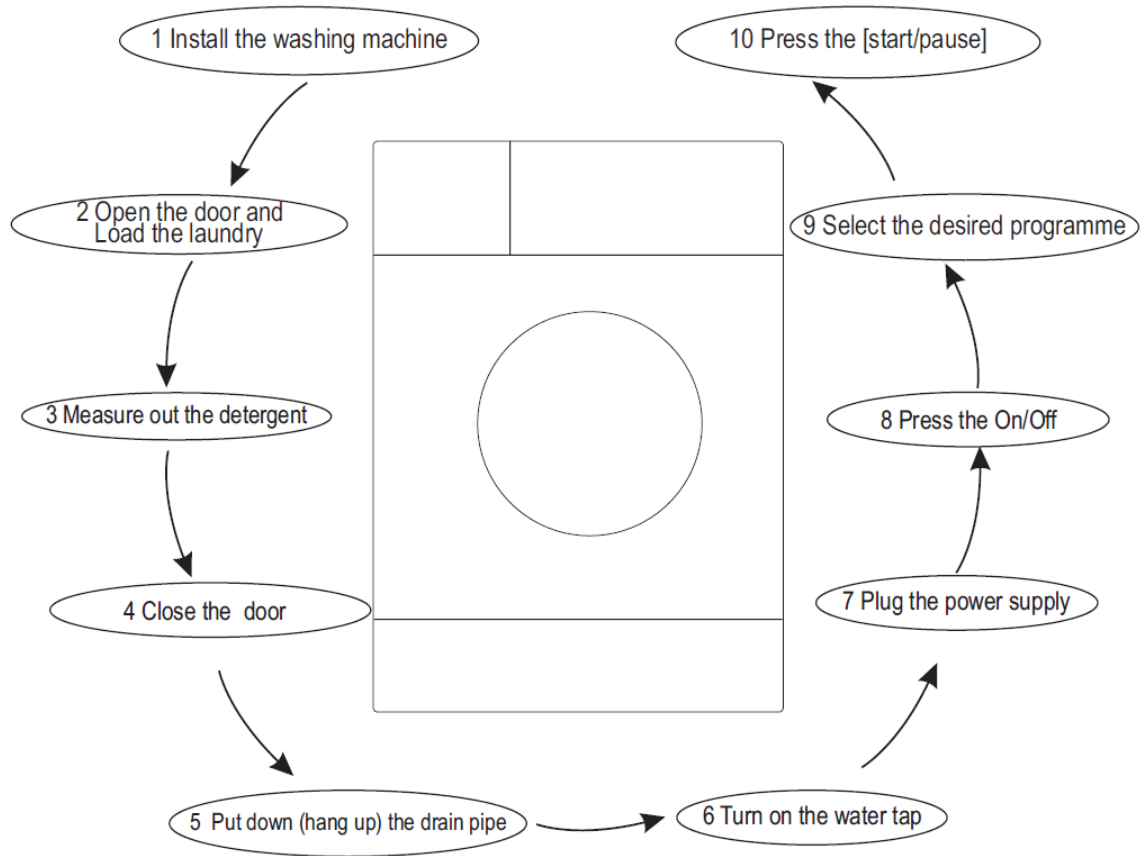 1 Install the washing machine
2 Open the door and
Load the laundry
3 Measure out the detergent
4 Close the door
5 Put down (hang up) the drain pipe
6 Turn on the water tap
7 Plug the power supply
8 Press the On/Off
9 Select the desired programme
10 Press the [start/pause]